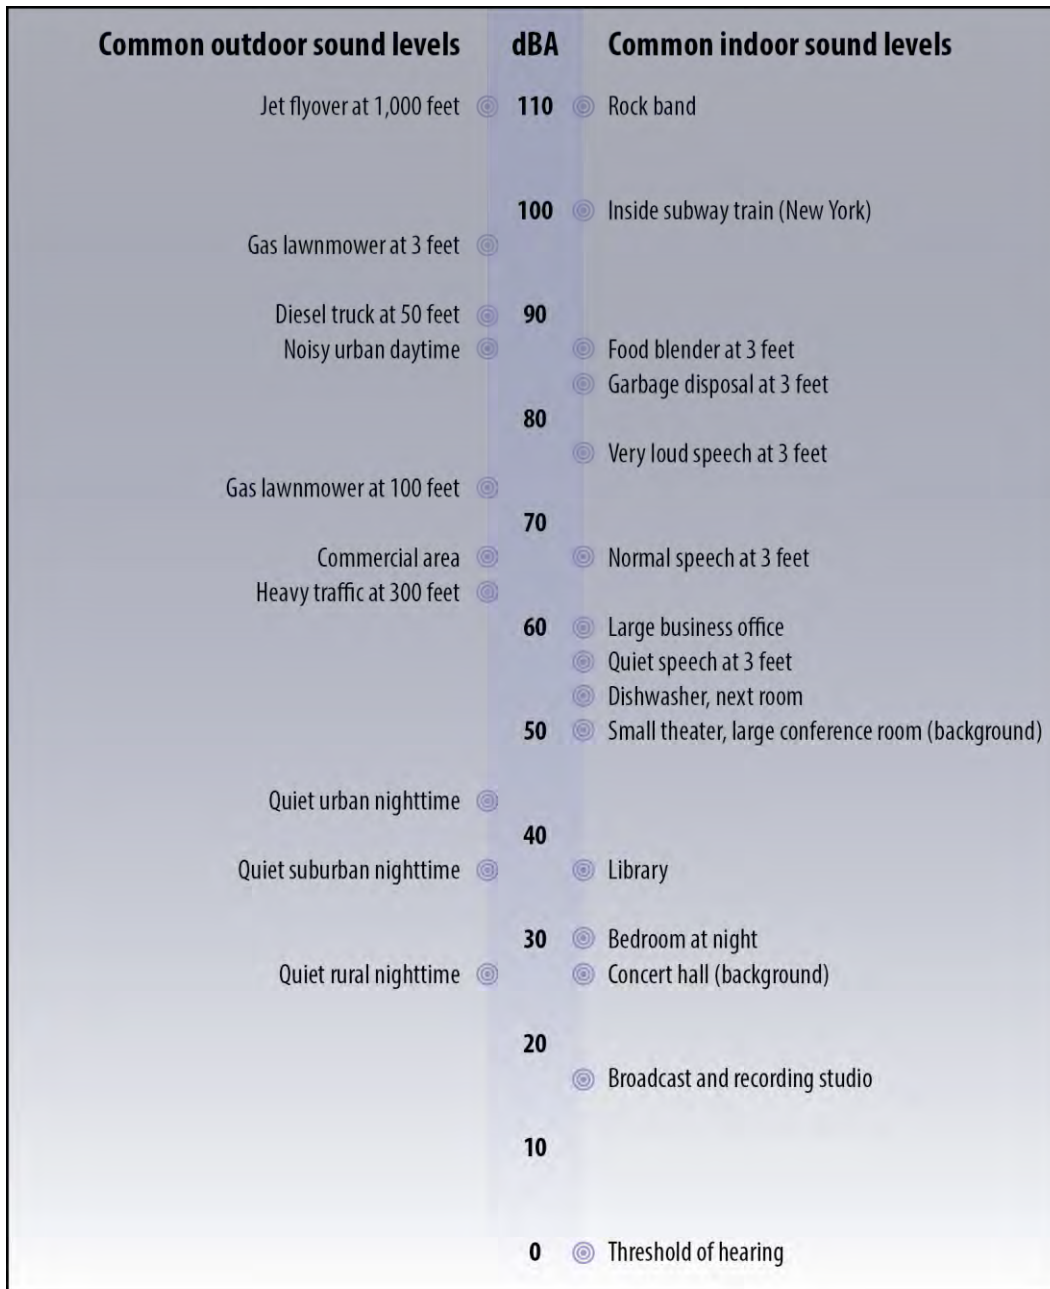 Common outdoor sound levels dBA Common indoor sound levels
Jet flyover at 1,000 feet 110 Rock band
100 Inside subway train (New York)
Gas lawnmower at 3 feet
Diesel truck at 50 feet 90
Noisy urban daytime Food blender at 3 feet
Garbage disposal at 3 feet
80
Very loud speech at 3 feet
Gas lawnmower at 100 feet
70
Commercial area Normal speech at 3 feet
Heavy traffic at 300 feet
60 Large business office
Quiet speech at 3 feet
Dishwasher, next room
50 Small theater, large conference room (background)
Quiet urban nighttime
40
Quiet suburban nighttime Library
30 Bedroom at night
Quiet rural nighttime Concert hall (background)
20
Broadcast and recording studio
10
0 Threshold of hearing